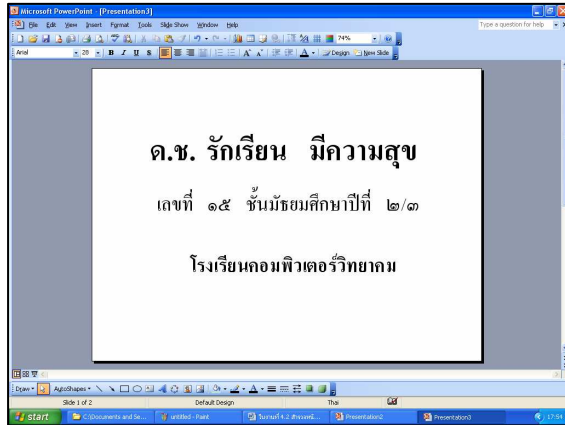 Microsoft PowerPoint - [Presentation3]
File Edit View Insert Format Tools Slide Show Window Help
Type a question for help
74%
Arial 28 B I U S Design New Slide
ด.ช. รักเรียน มีความสุข
เลขที่ ๑๕ ชั้นมัธยมศึกษาปีที่ ๒/๓
โรงเรียนคอมพิวเตอร์วิทยาคม
Draw AutoShapes
Slide 1 of 2 Default Design Thai
start C:\Documents and Se... untitled - Paint Presentation2 Presentation3 17:54